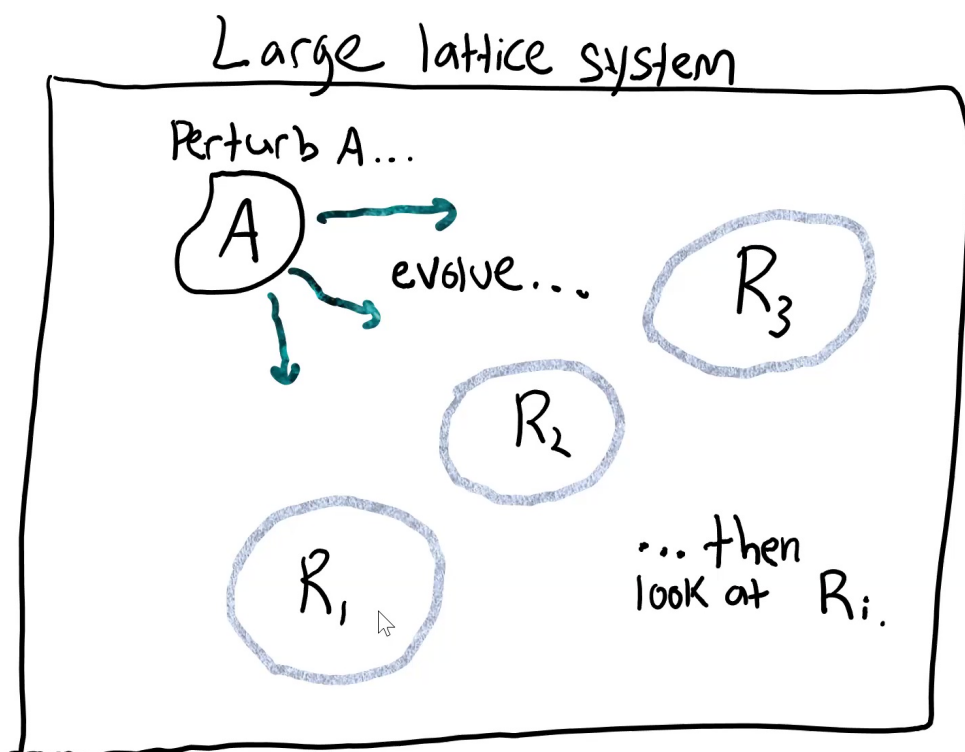 Large lattice system
Perturb A...
A
evolve...
R3
R2
R1
... then
look at Ri.